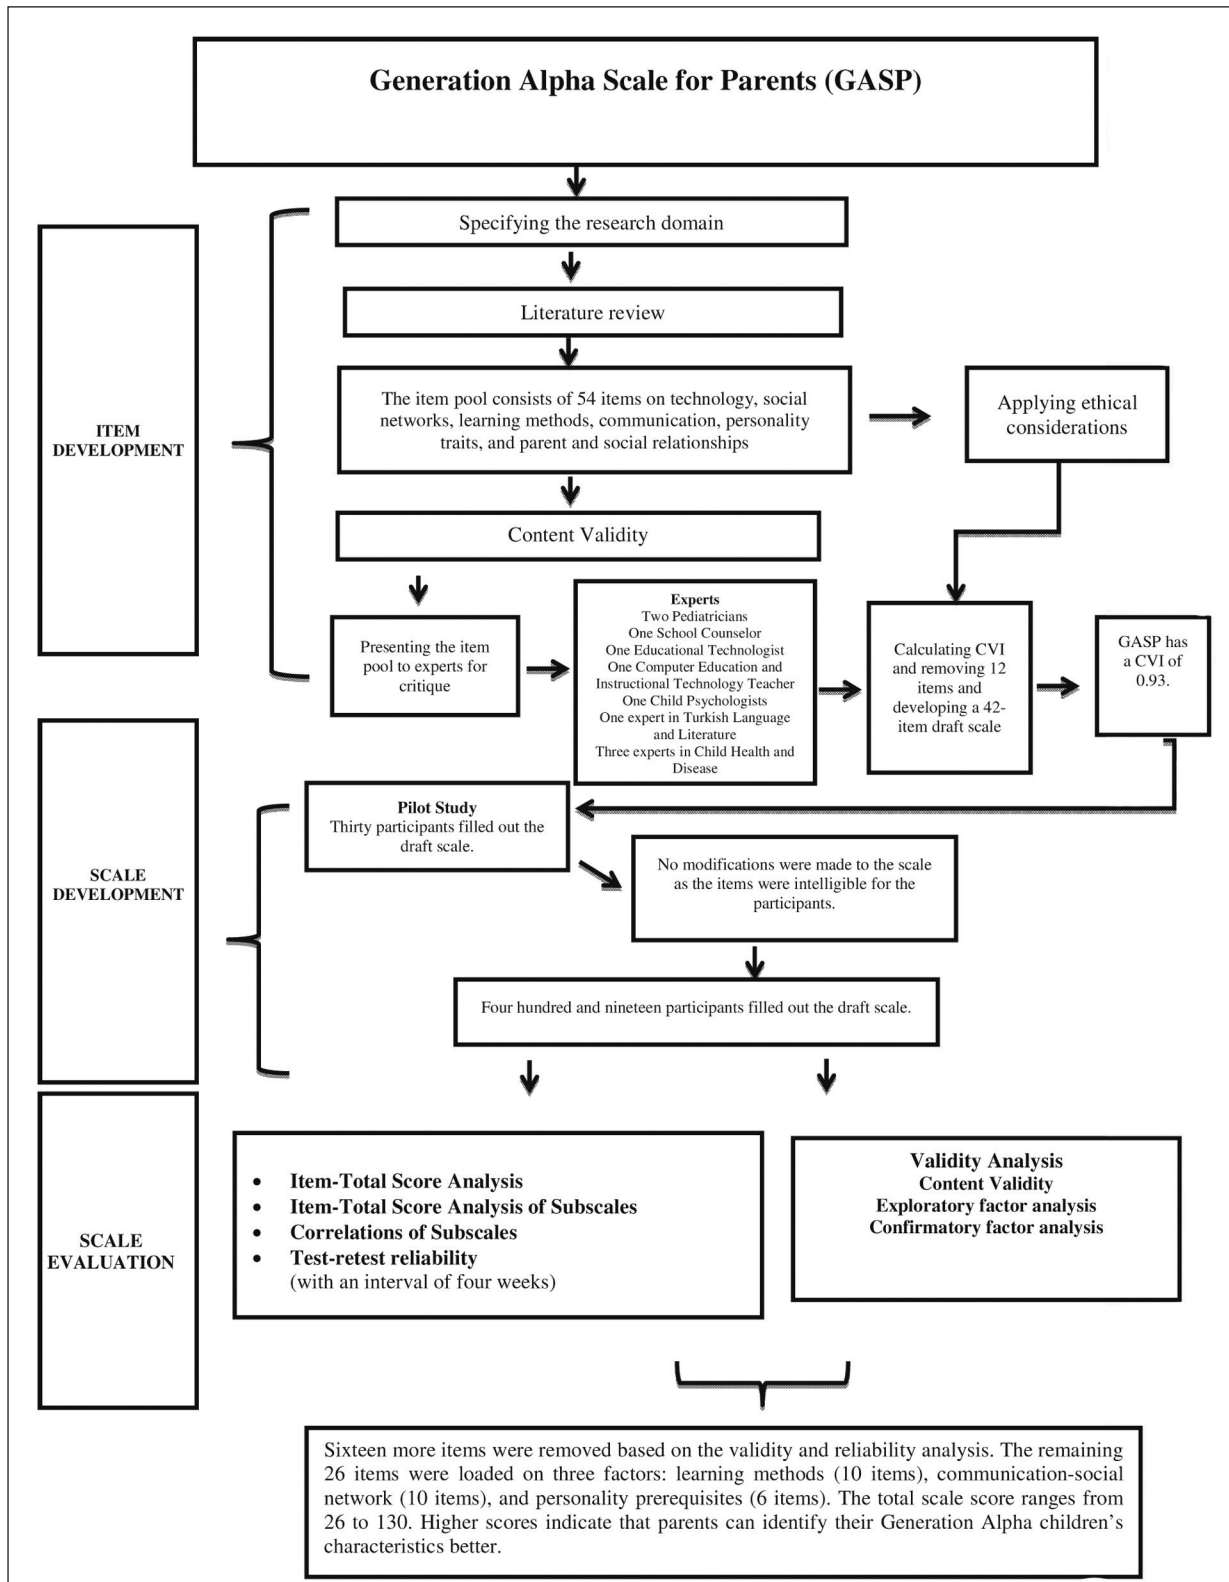 Generation Alpha Scale for Parents (GASP)
ITEM
DEVELOPMENT
Specifying the research domain
Literature review
The item pool consists of 54 items on technology, social
networks, learning methods, communication, personality
traits, and parent and social relationships
Applying ethical
considerations
Content Validity
Presenting the item
pool to experts for
critique
Experts
Two Pediatricians
One School Counselor
One Educational Technologist
One Computer Education and
Instructional Technology Teacher
One Child Psychologists
One expert in Turkish Language
and Literature
Three experts in Child Health and
Disease
Calculating CVI
and removing 12
items and
developing a 42-
item draft scale
GASP has
a CVI of
0.93.
SCALE
DEVELOPMENT
Pilot Study
Thirty participants filled out the
draft scale.
No modifications were made to the scale
as the items were intelligible for the
participants.
Four hundred and nineteen participants filled out the draft scale.
SCALE
EVALUATION
• Item-Total Score Analysis
• Item-Total Score Analysis of Subscales
• Correlations of Subscales
• Test-retest reliability
(with an interval of four weeks)
Validity Analysis
Content Validity
Exploratory factor analysis
Confirmatory factor analysis
Sixteen more items were removed based on the validity and reliability analysis. The remaining
26 items were loaded on three factors: learning methods (10 items), communication-social
network (10 items), and personality prerequisites (6 items). The total scale score ranges from
26 to 130. Higher scores indicate that parents can identify their Generation Alpha children's
characteristics better.